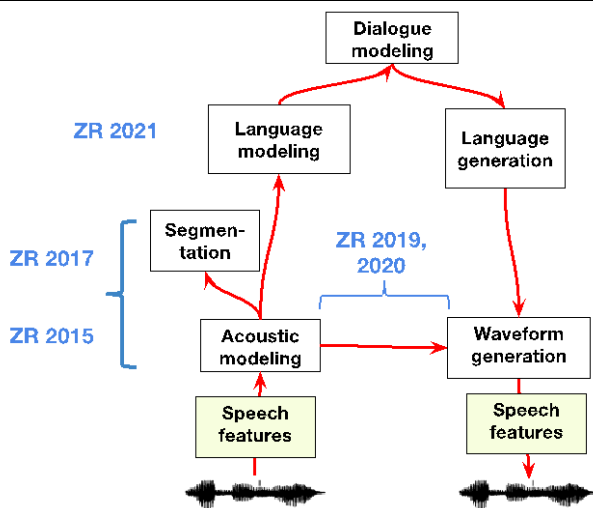 Dialogue
modeling
ZR 2021
Language
modeling
Language
generation
Segmen-
tation
ZR 2017
ZR 2019,
2020
ZR 2015
Acoustic
modeling
Waveform
generation
Speech
features
Speech
features